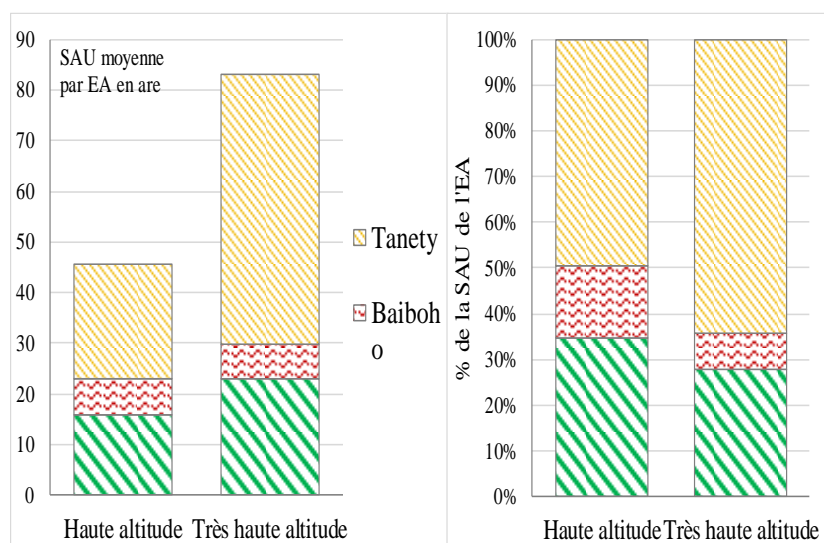 90
SAU moyenne
par EA en are
80
70
60
50
40
30
20
10
0
Haute altitude Très haute altitude
Tanety
Baiboh
o
% de la SAU de l'EA
100%
90%
80%
70%
60%
50%
40%
30%
20%
10%
0%
Haute altitude Très haute altitude